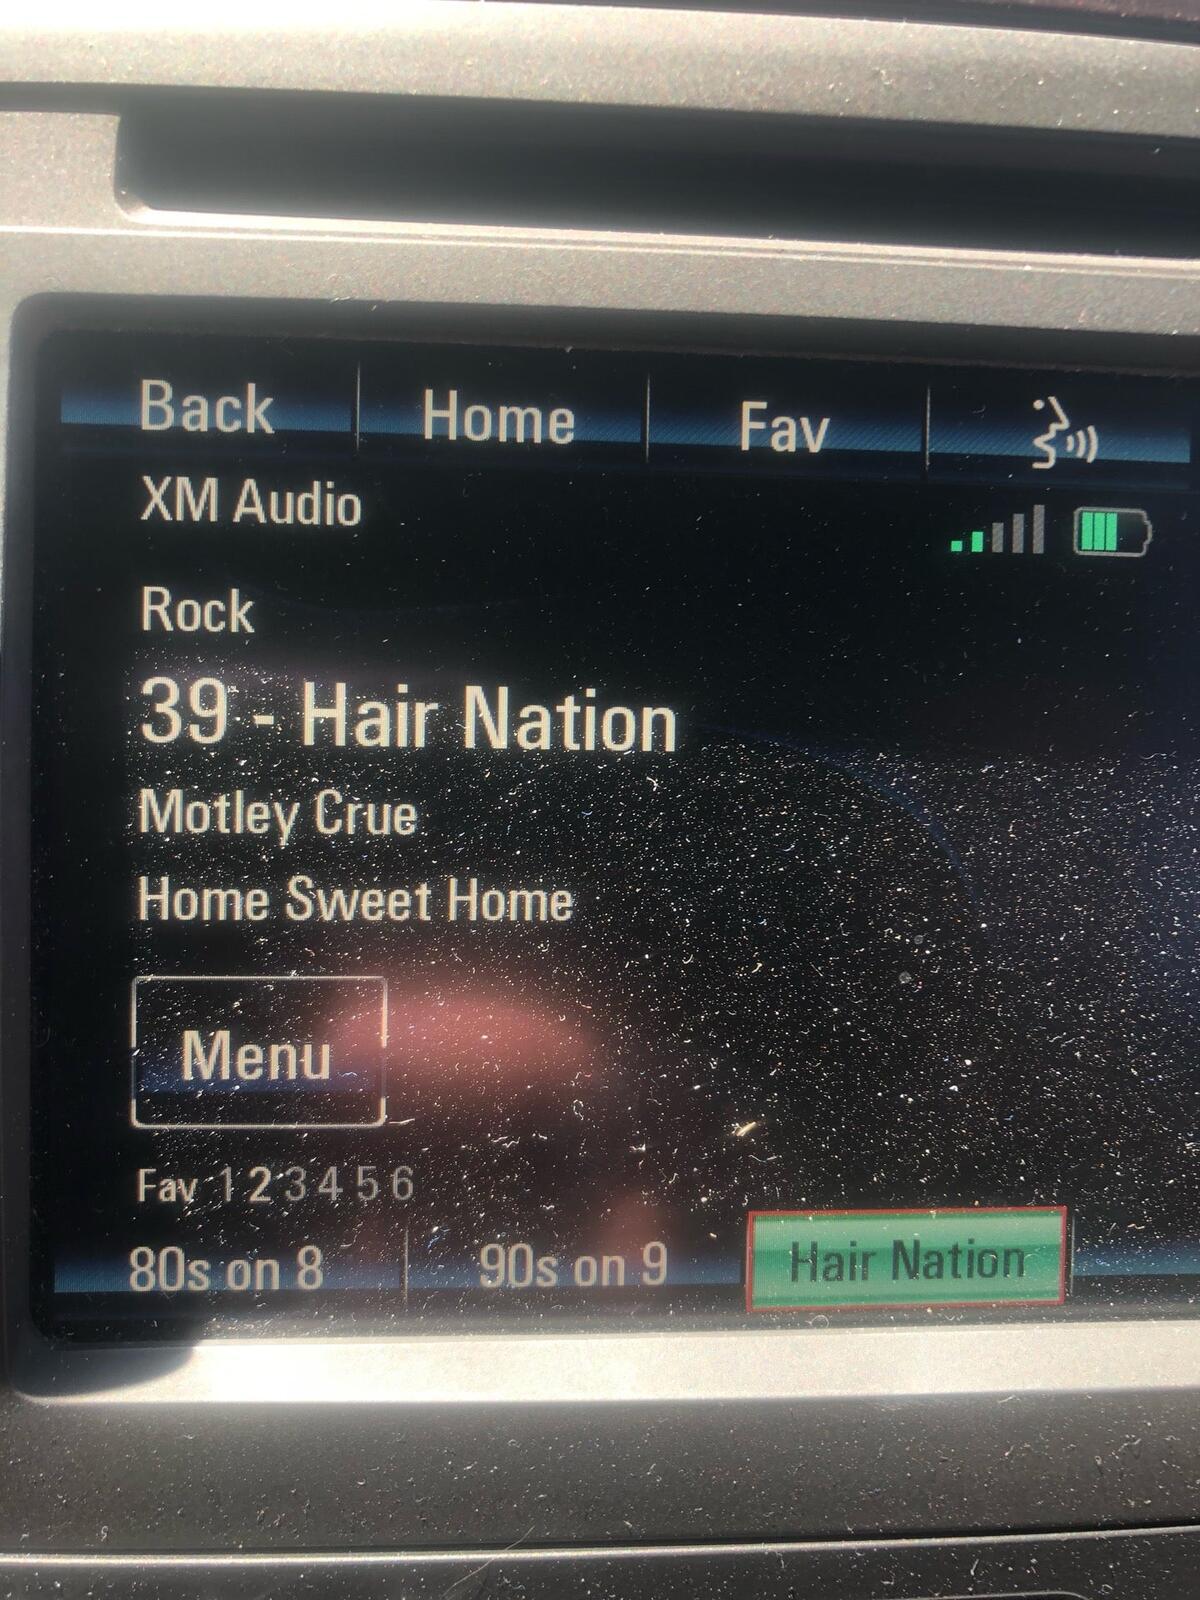 Back Home Fav
XM Audio
Rock
39 - Hair Nation
Motley Crue
Home Sweet Home
Menu
Fav 1 2 3 4 5 6
80s on 8 90s on 9 Hair Nation